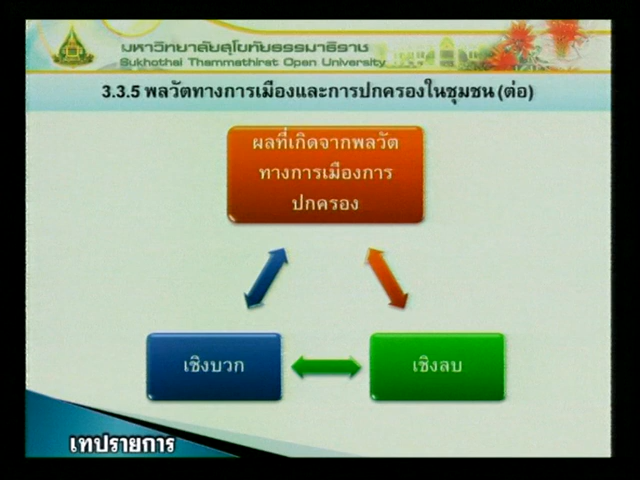 มหาวิทยาลัยสุโขทัยธรรมาธิราช
Sukhothai Thammathirat Open University
3.3.5 พลวัตทางการเมืองและการปกครองในชุมชน (ต่อ)
ผลที่เกิดจากพลวัต
ทางการเมืองการ
ปกครอง
เชิงบวก
เชิงลบ
เทปรายการ